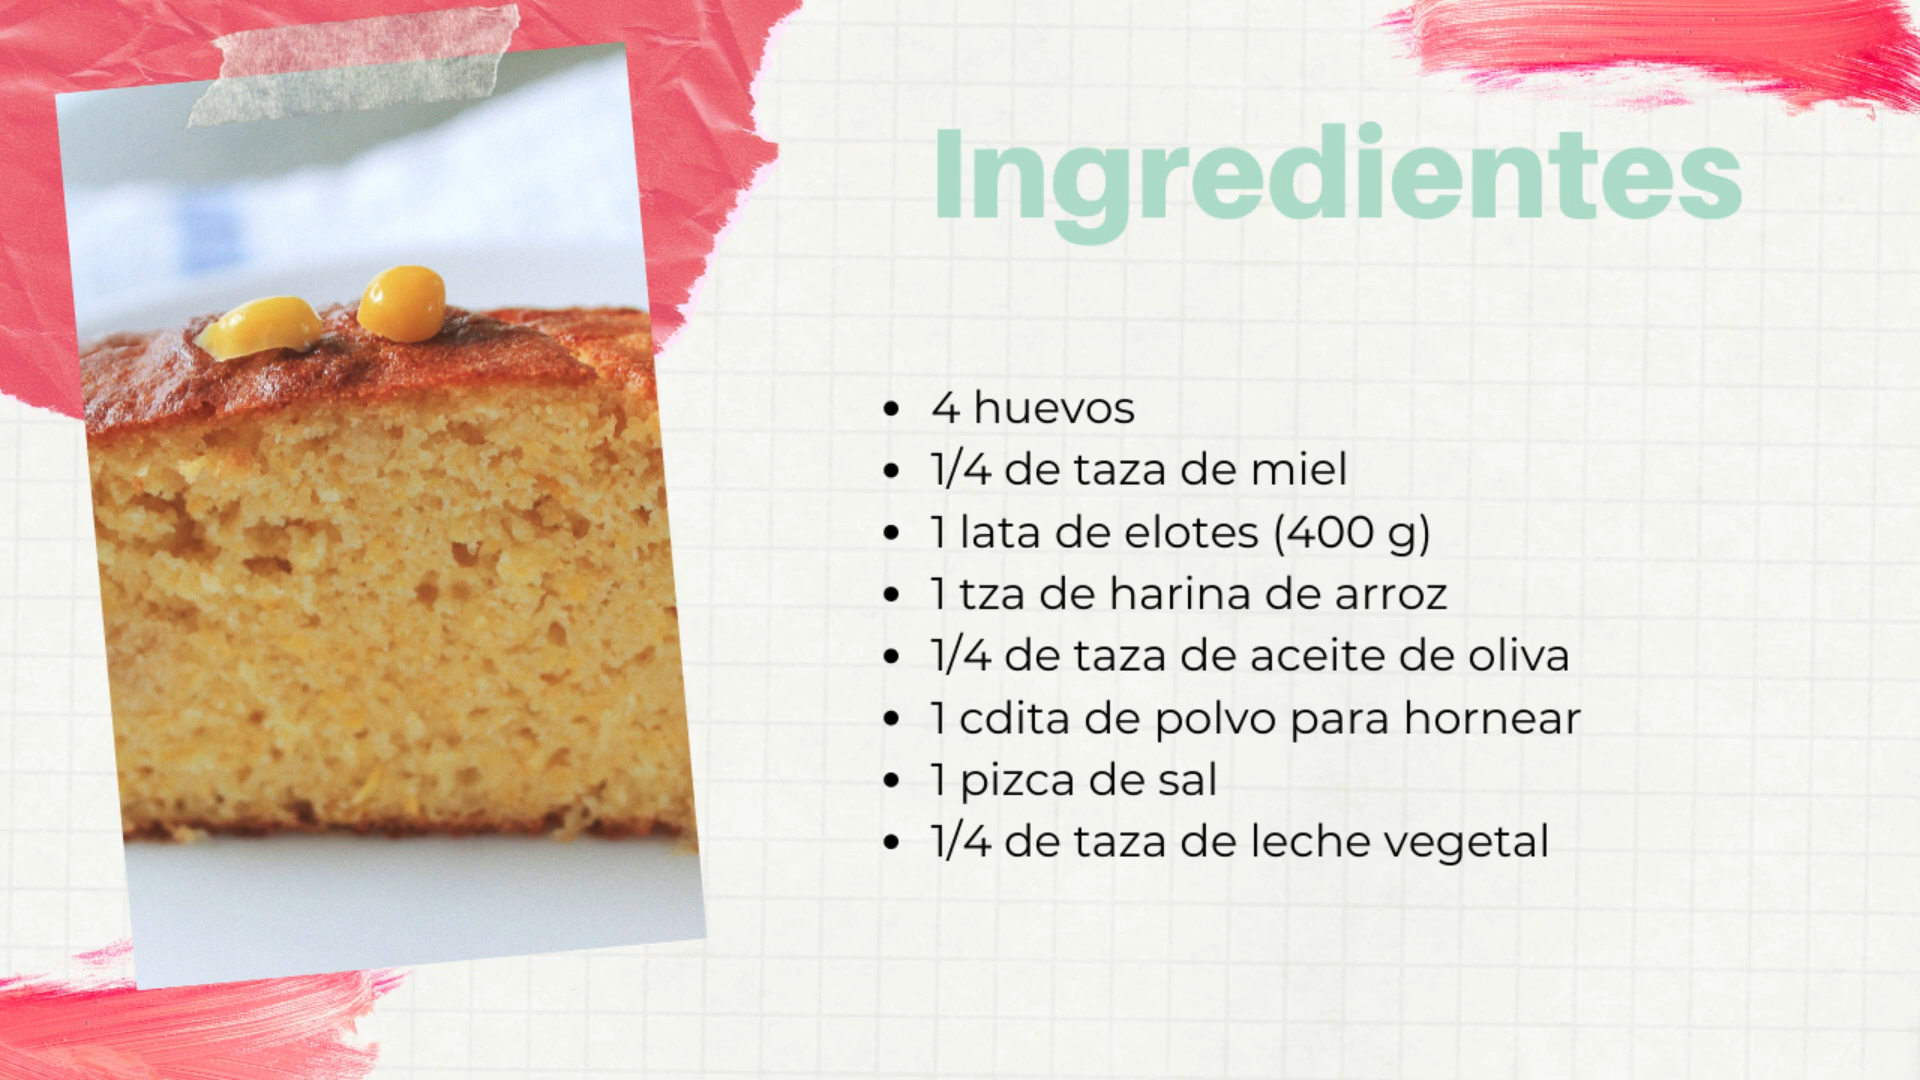 Ingredientes
4 huevos
1/4 de taza de miel
1 lata de elotes (400 g)
1 tza de harina de arroz
1/4 de taza de aceite de oliva
1 cdita de polvo para hornear
1 pizca de sal
1/4 de taza de leche vegetal